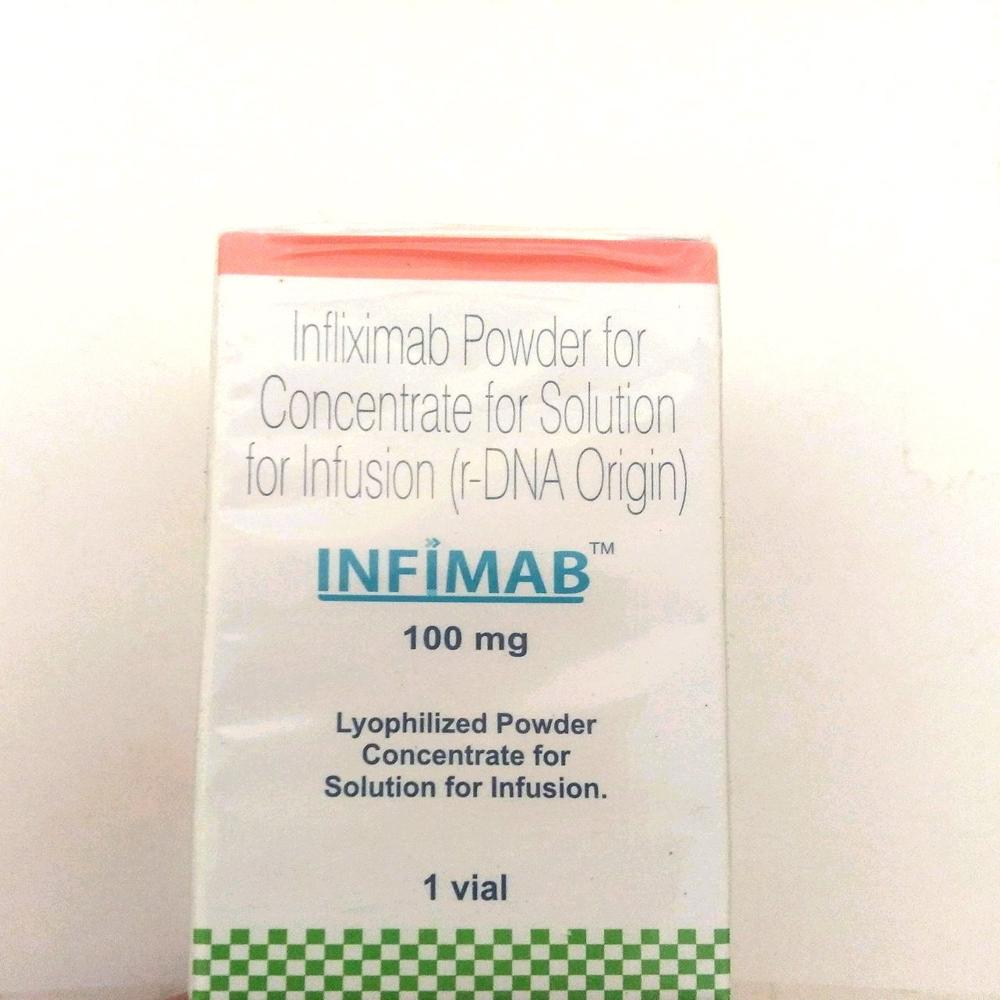 Infliximab Powder for
Concentrate for Solution
for Infusion (r-DNA Origin)
INFIMAB™
100 mg
Lyophilized Powder
Concentrate for
Solution for Infusion.
1 vial